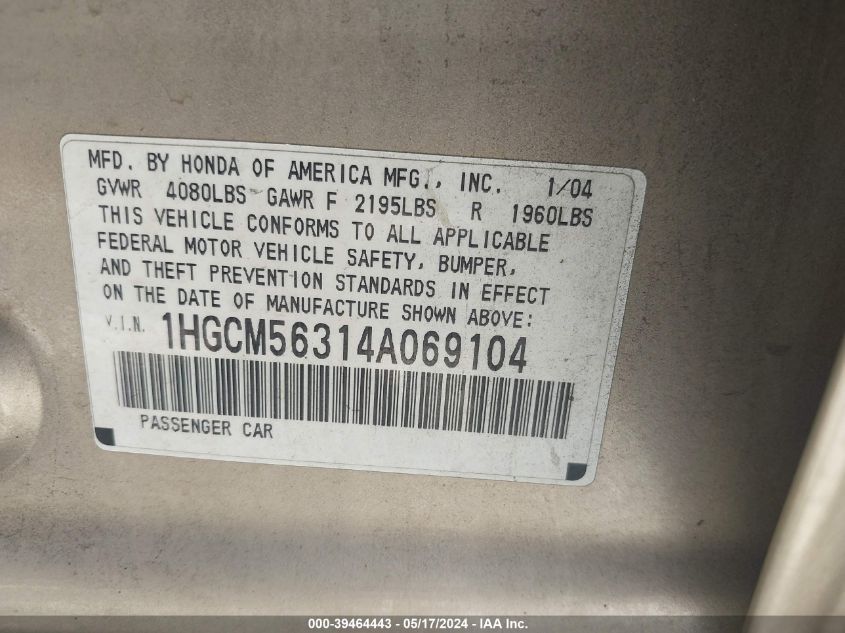 MFD. BY HONDA OF AMERICA MFG., INC. 1/04
GVWR 4080LBS GAWR F 2195LBS R 1960LBS
THIS VEHICLE CONFORMS TO ALL APPLICABLE
FEDERAL MOTOR VEHICLE SAFETY, BUMPER,
AND THEFT PREVENTION STANDARDS IN EFFECT
ON THE DATE OF MANUFACTURE SHOWN ABOVE:
V.I.N. 1HGCM56314A069104
PASSENGER CAR
000-39464443 - 05/17/2024 - IAA Inc.